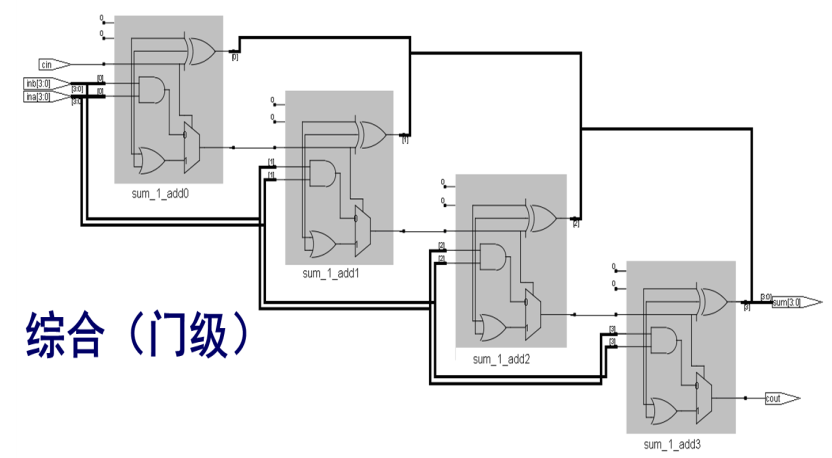 0
0
[0]
cin
inb[3:0]
[3:0]
[0]
ina[3:0]
[3:0
[0]
sum_1_add0
0
0
[1]
[1]
[1]
sum_1_add1
0
0
[2]
[2]
[2]
sum_1_add2
0
0
[3:0]
sum[3:0]
[3]
[3]
[3]
cout
sum_1_add3
综合（门级）